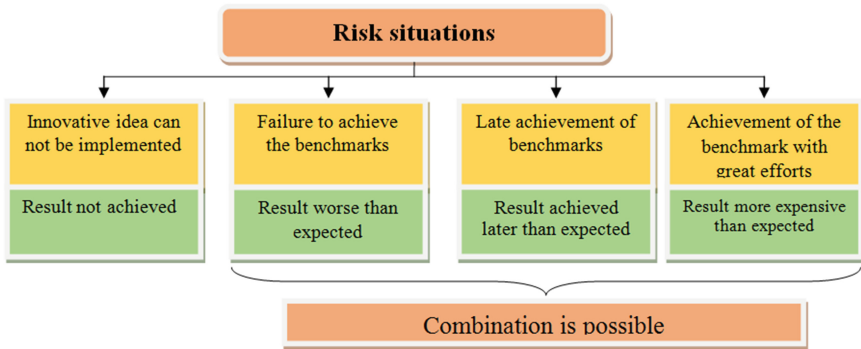 Risk situations
Innovative idea can
not be implemented
Result not achieved
Failure to achieve
the benchmarks
Result worse than
expected
Late achievement of
benchmarks
Result achieved
later than expected
Achievement of the
benchmark with
great efforts
Result more expensive
than expected
Combination is possible